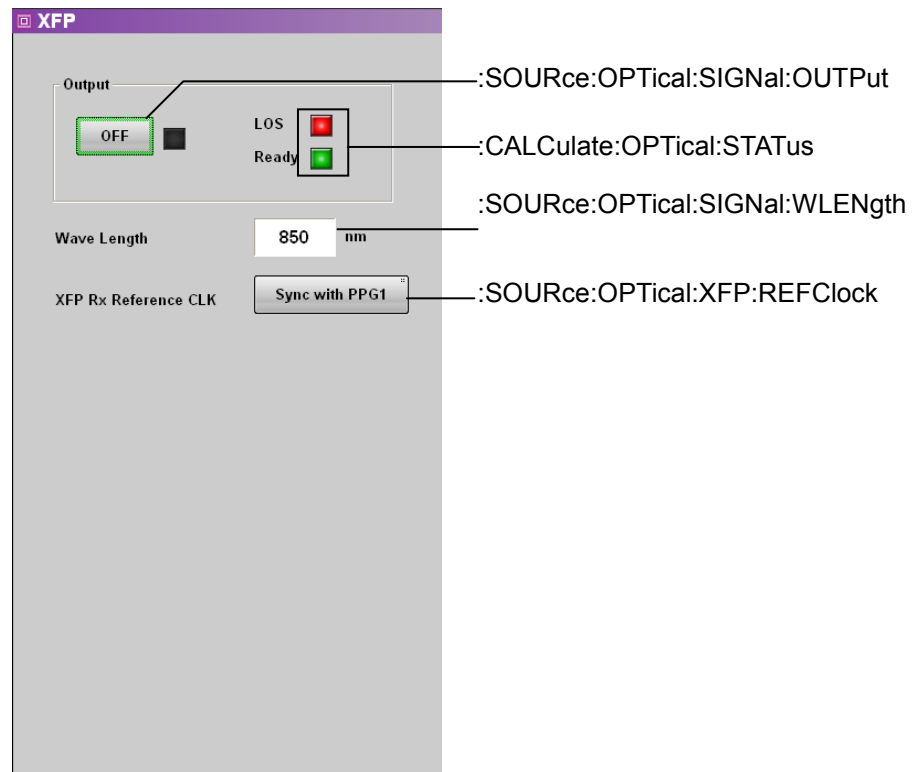 XFP
Output
:SOURce:OPTical:SIGNal:OUTPut
OFF
LOS
Ready
:CALCulate:OPTical:STATus
:SOURce:OPTical:SIGNal:WLENgth
Wave Length 850 nm
XFP Rx Reference CLK Sync with PPG1
:SOURce:OPTical:XFP:REFClock